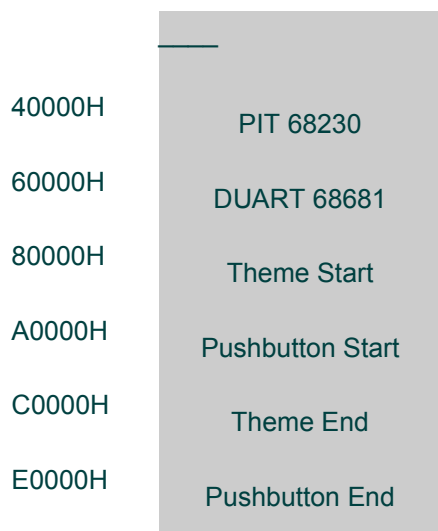 40000H
PIT 68230
60000H
DUART 68681
80000H
Theme Start
A0000H
Pushbutton Start
C0000H
Theme End
E0000H
Pushbutton End